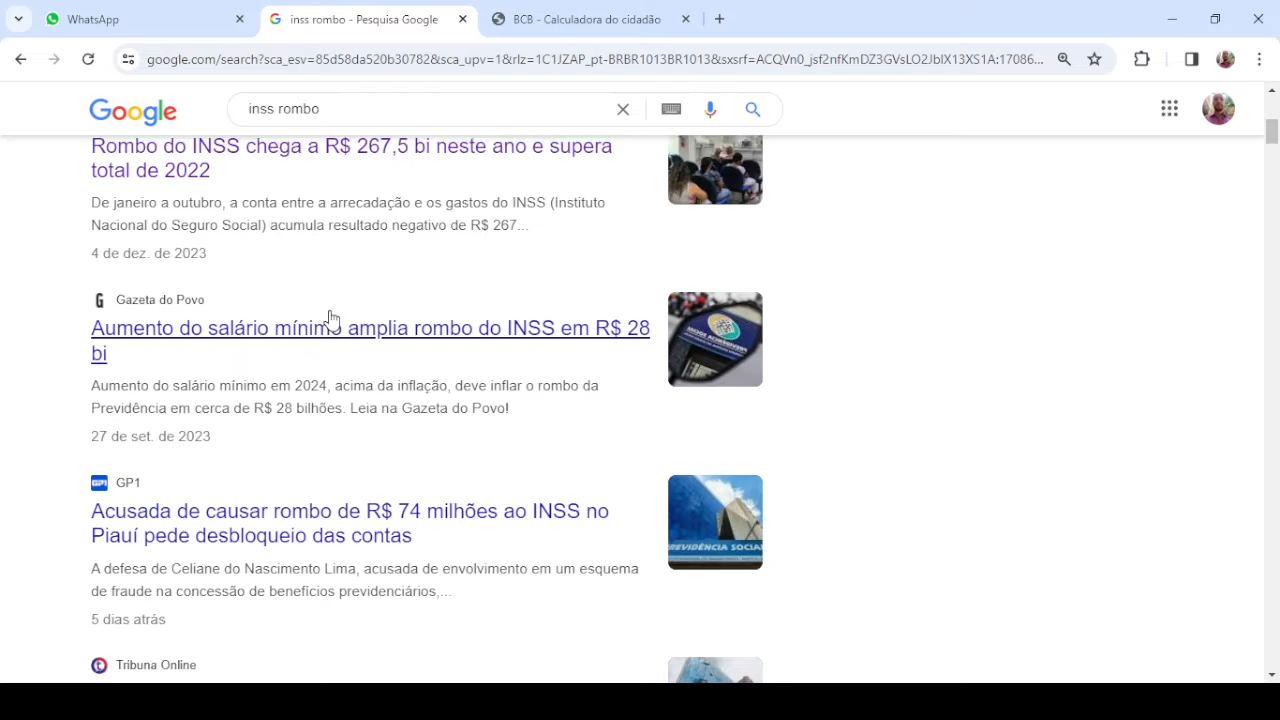 WhatsApp
inss rombo - Pesquisa Google
BCB - Calculadora do cidadão
google.com/search?sca_esv=85d58da520b30782&sca_upv=1&rlz=1C1JZAP_pt-BRBR1013BR1013&sxsrf=ACQVn0_jsf2nfKmDZ3GVsLO2JbIX13XS1A:17086...
Google
inss rombo
Rombo do INSS chega a R$ 267,5 bi neste ano e supera
total de 2022
De janeiro a outubro, a conta entre a arrecadação e os gastos do INSS (Instituto
Nacional do Seguro Social) acumula resultado negativo de R$ 267...
4 de dez. de 2023
Gazeta do Povo
Aumento do salário mínimo amplia rombo do INSS em R$ 28
bi
Aumento do salário mínimo em 2024, acima da inflação, deve inflar o rombo da
Previdência em cerca de R$ 28 bilhões. Leia na Gazeta do Povo!
27 de set. de 2023
GP1
GP1
Acusada de causar rombo de R$ 74 milhões ao INSS no
Piauí pede desbloqueio das contas
PREVIDÊNCIA SOCIAL
A defesa de Celiane do Nascimento Lima, acusada de envolvimento em um esquema
de fraude na concessão de benefícios previdenciários,...
5 dias atrás
Tribuna Online